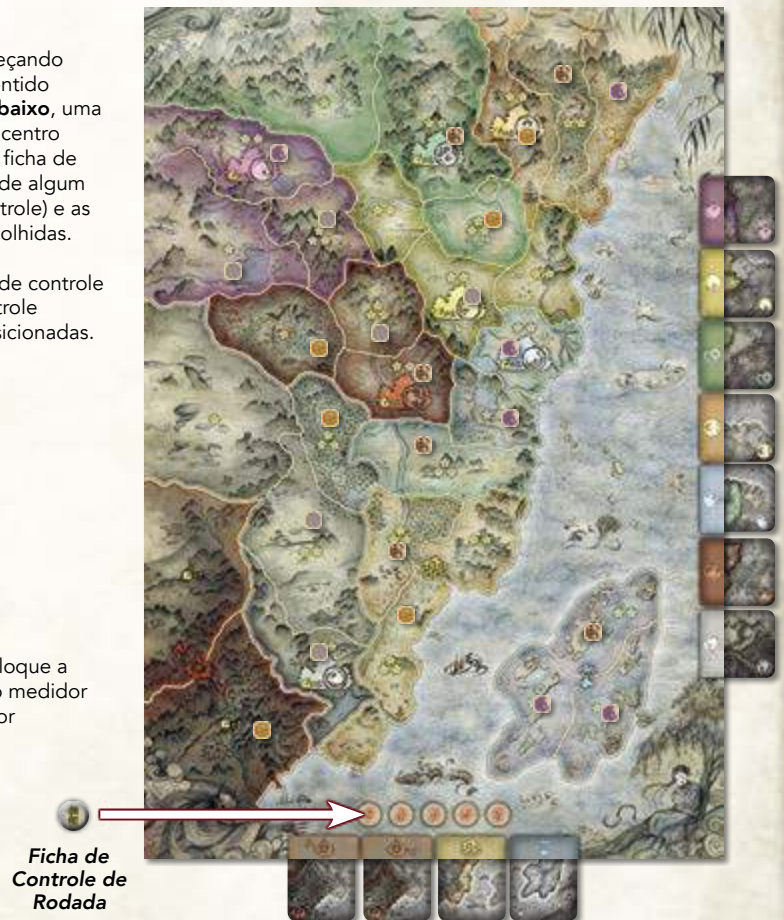 eçando
ntido
baixo, uma
centro
ficha de
de algum
trole) e as
olhidas.
de controle
trole
sicionadas.
loque a
o medidor
or
Ficha de
Controle de
Rodada